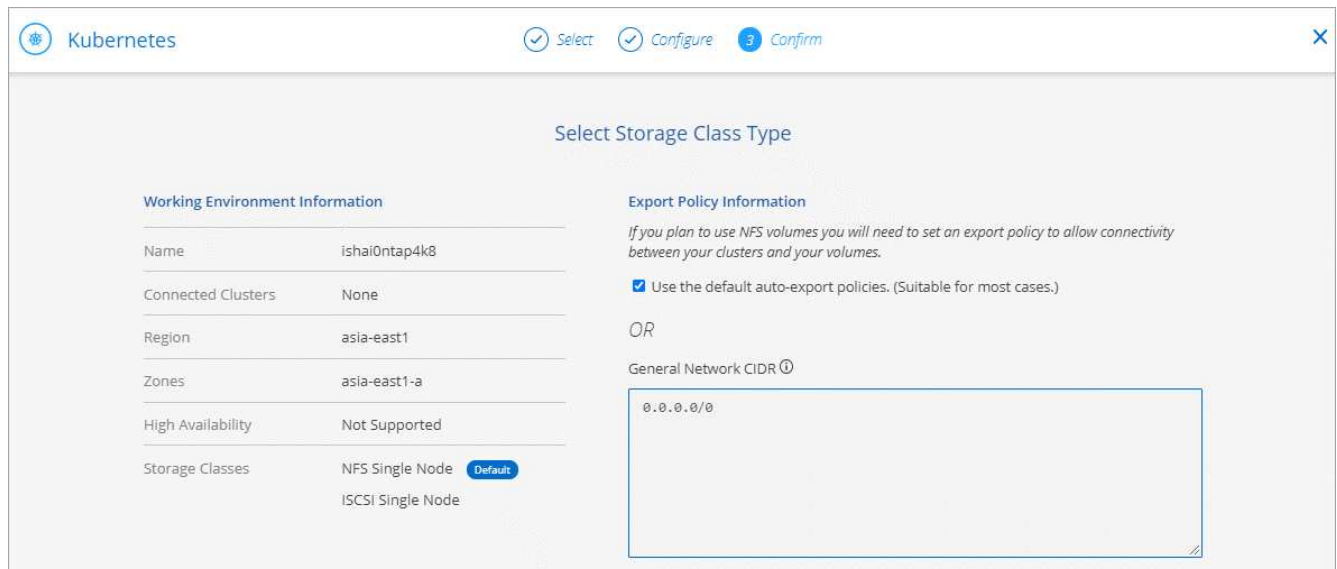 Kubernetes
Select
Configure
3 Confirm
Select Storage Class Type
Working Environment Information
Name ishai0ntap4k8
Connected Clusters None
Region asia-east1
Zones asia-east1-a
High Availability Not Supported
Storage Classes NFS Single Node Default
ISCSI Single Node
Export Policy Information
If you plan to use NFS volumes you will need to set an export policy to allow connectivity
between your clusters and your volumes.
Use the default auto-export policies. (Suitable for most cases.)
OR
General Network CIDR
0.0.0.0/0